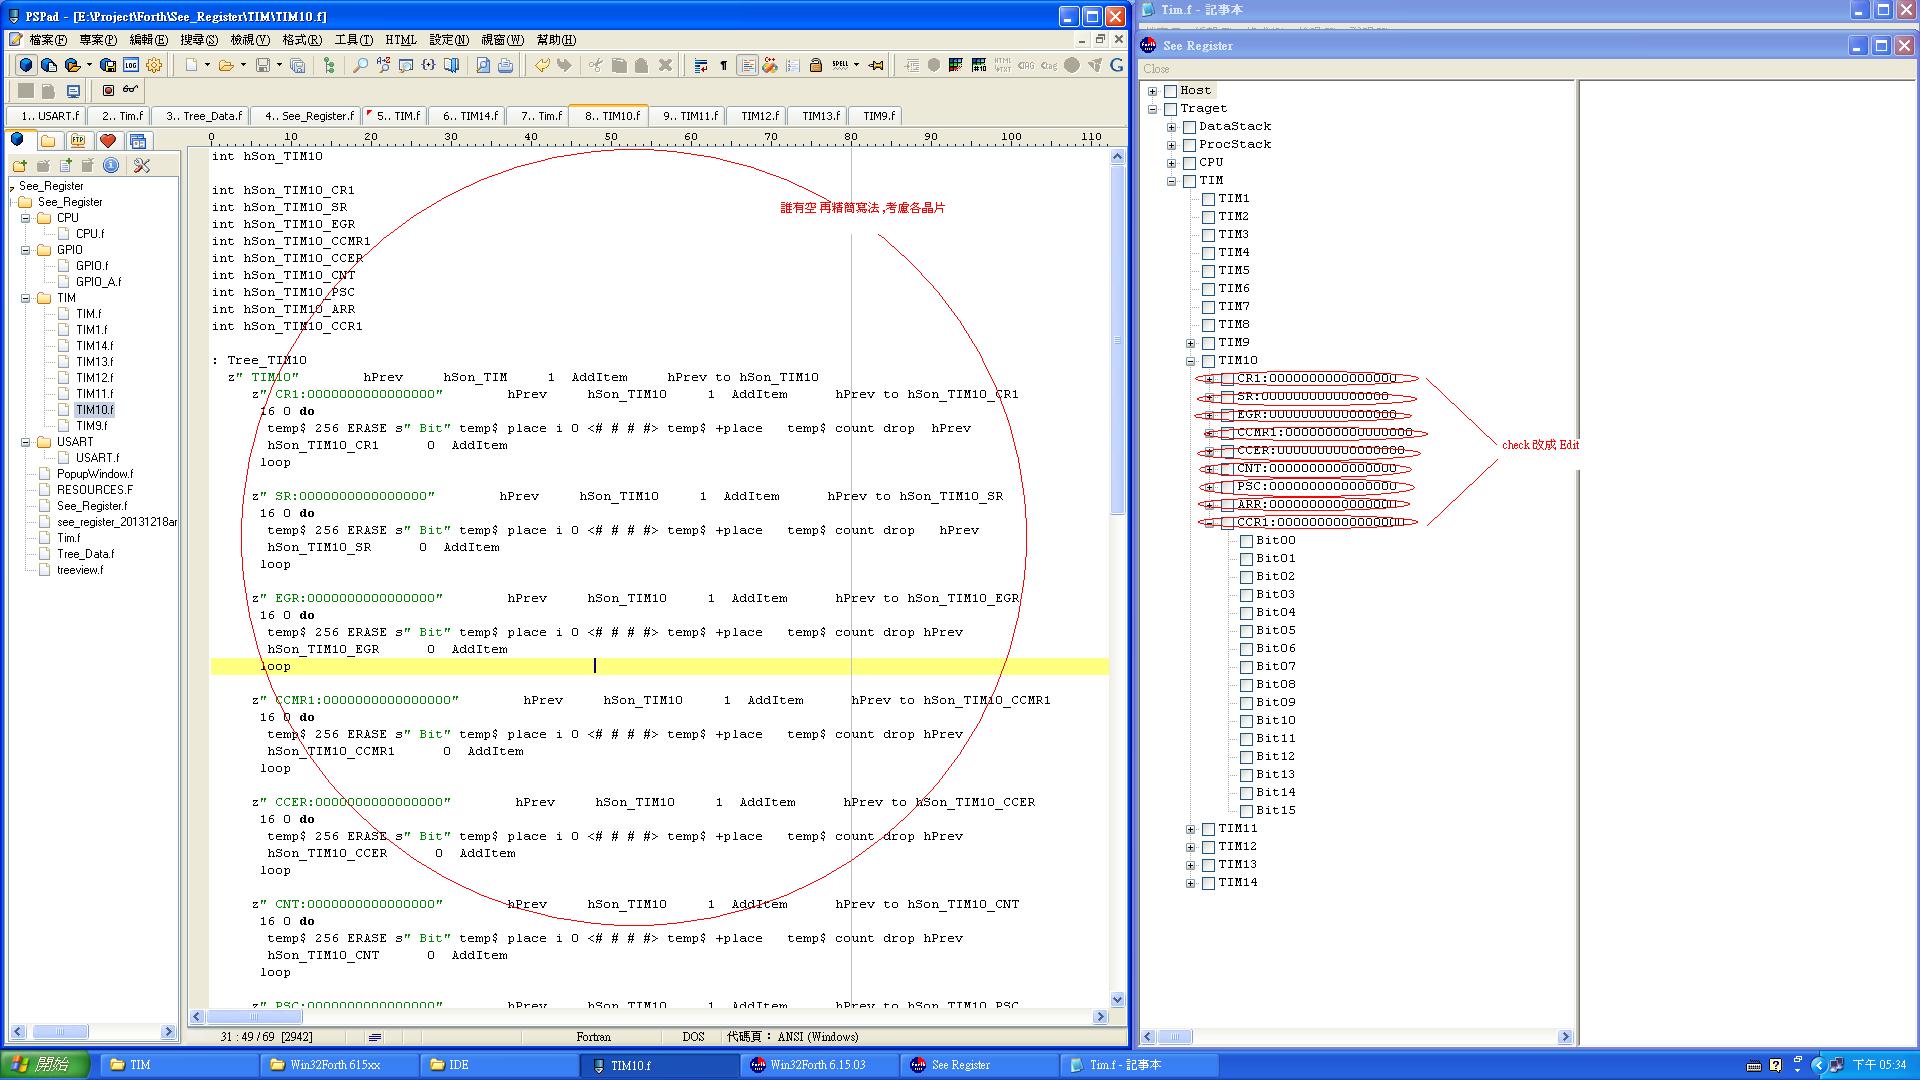 PSPad - [E:\Project\Forth\See_Register\TIM\TIM10.f]
檔案(F) 專案(P) 編輯(E) 搜尋(S) 檢視(V) 格式(R) 工具(T) HTML 設定(N) 視窗(W) 幫助(H)
1.. USART.f 2.. Tim.f 3.. Tree_Data.f 4.. See_Register.f 5.. TIM.f 6.. TIM14.f 7.. Tim.f 8.. TIM10.f 9.. TIM11.f TIM12.f TIM13.f TIM9.f
0 10 20 30 40 50 60 70 80 90 100 110
See_Register
See_Register
CPU
CPU.f
GPIO
GPIO.f
GPIO_A.f
TIM
TIM.f
TIM1.f
TIM14.f
TIM13.f
TIM12.f
TIM11.f
TIM10.f
TIM9.f
USART
USART.f
PopupWindow.f
RESOURCES.F
See_Register.f
see_register_20131218ar
Tim.f
Tree_Data.f
treeview.f
int hSon_TIM10
int hSon_TIM10_CR1
int hSon_TIM10_SR
int hSon_TIM10_EGR
int hSon_TIM10_CCMR1
int hSon_TIM10_CCER
int hSon_TIM10_CNT
int hSon_TIM10_PSC
int hSon_TIM10_ARR
int hSon_TIM10_CCR1
誰有空 再精簡寫法 ,考慮各晶片
: Tree_TIM10
z" TIM10" hPrev hSon_TIM 1 AddItem hPrev to hSon_TIM10
z" CR1:0000000000000000" hPrev hSon_TIM10 1 AddItem hPrev to hSon_TIM10_CR1
16 0 do
temp$ 256 ERASE s" Bit" temp$ place i 0 <# # # #> temp$ +place temp$ count drop hPrev
hSon_TIM10_CR1 0 AddItem
loop
z" SR:0000000000000000" hPrev hSon_TIM10 1 AddItem hPrev to hSon_TIM10_SR
16 0 do
temp$ 256 ERASE s" Bit" temp$ place i 0 <# # # #> temp$ +place temp$ count drop hPrev
hSon_TIM10_SR 0 AddItem
loop
z" EGR:0000000000000000" hPrev hSon_TIM10 1 AddItem hPrev to hSon_TIM10_EGR
16 0 do
temp$ 256 ERASE s" Bit" temp$ place i 0 <# # # #> temp$ +place temp$ count drop hPrev
hSon_TIM10_EGR 0 AddItem
loop
z" CCMR1:0000000000000000" hPrev hSon_TIM10 1 AddItem hPrev to hSon_TIM10_CCMR1
16 0 do
temp$ 256 ERASE s" Bit" temp$ place i 0 <# # # #> temp$ +place temp$ count drop hPrev
hSon_TIM10_CCMR1 0 AddItem
loop
z" CCER:0000000000000000" hPrev hSon_TIM10 1 AddItem hPrev to hSon_TIM10_CCER
16 0 do
temp$ 256 ERASE s" Bit" temp$ place i 0 <# # # #> temp$ +place temp$ count drop hPrev
hSon_TIM10_CCER 0 AddItem
loop
z" CNT:0000000000000000" hPrev hSon_TIM10 1 AddItem hPrev to hSon_TIM10_CNT
16 0 do
temp$ 256 ERASE s" Bit" temp$ place i 0 <# # # #> temp$ +place temp$ count drop hPrev
hSon_TIM10_CNT 0 AddItem
loop
z" PSC:0000000000000000" hPrev hSon_TIM10 1 AddItem hPrev to hSon_TIM10_PSC
31 : 49 / 69 [2942] Fortran DOS 代碼頁： ANSI (Windows)
Tim.f - 記事本
See Register
Close
Host
Traget
DataStack
ProcStack
CPU
TIM
TIM1
TIM2
TIM3
TIM4
TIM5
TIM6
TIM7
TIM8
TIM9
TIM10
CR1:0000000000000000
SR:0000000000000000
EGR:0000000000000000
CCMR1:0000000000000000
CCER:0000000000000000
CNT:0000000000000000
PSC:0000000000000000
ARR:0000000000000000
CCR1:0000000000000000
check 改成 Edit
Bit00
Bit01
Bit02
Bit03
Bit04
Bit05
Bit06
Bit07
Bit08
Bit09
Bit10
Bit11
Bit12
Bit13
Bit14
Bit15
TIM11
TIM12
TIM13
TIM14
開始 TIM Win32Forth 615xx IDE TIM10.f Win32Forth 6.15.03 See Register Tim.f - 記事本 下午 05:34